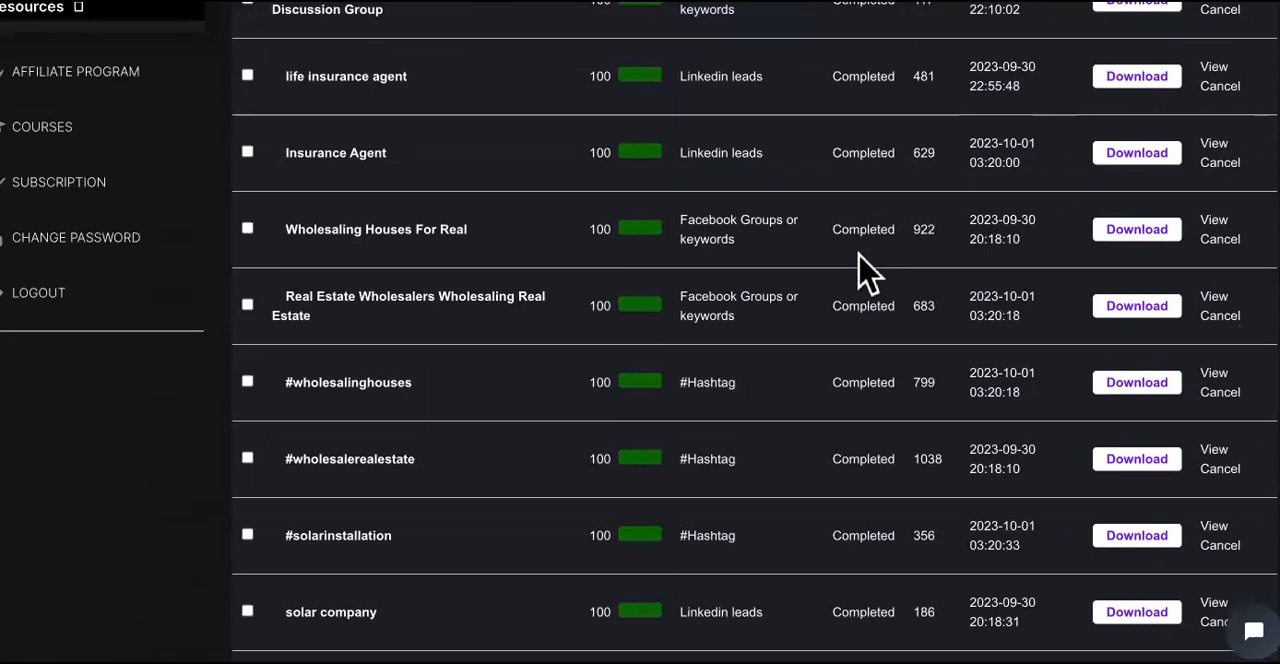 esources
AFFILIATE PROGRAM
COURSES
SUBSCRIPTION
CHANGE PASSWORD
LOGOUT
Discussion Group keywords 22:10:02 Cancel
life insurance agent 100 Linkedin leads Completed 481 2023-09-30 22:55:48 Download View Cancel
Insurance Agent 100 Linkedin leads Completed 629 2023-10-01 03:20:00 Download View Cancel
Wholesaling Houses For Real 100 Facebook Groups or keywords Completed 922 2023-09-30 20:18:10 Download View Cancel
Real Estate Wholesalers Wholesaling Real Estate 100 Facebook Groups or keywords Completed 683 2023-10-01 03:20:18 Download View Cancel
#wholesalinghouses 100 #Hashtag Completed 799 2023-10-01 03:20:18 Download View Cancel
#wholesalerealestate 100 #Hashtag Completed 1038 2023-09-30 20:18:10 Download View Cancel
#solarinstallation 100 #Hashtag Completed 356 2023-10-01 03:20:33 Download View Cancel
solar company 100 Linkedin leads Completed 186 2023-09-30 20:18:31 Download View Canc